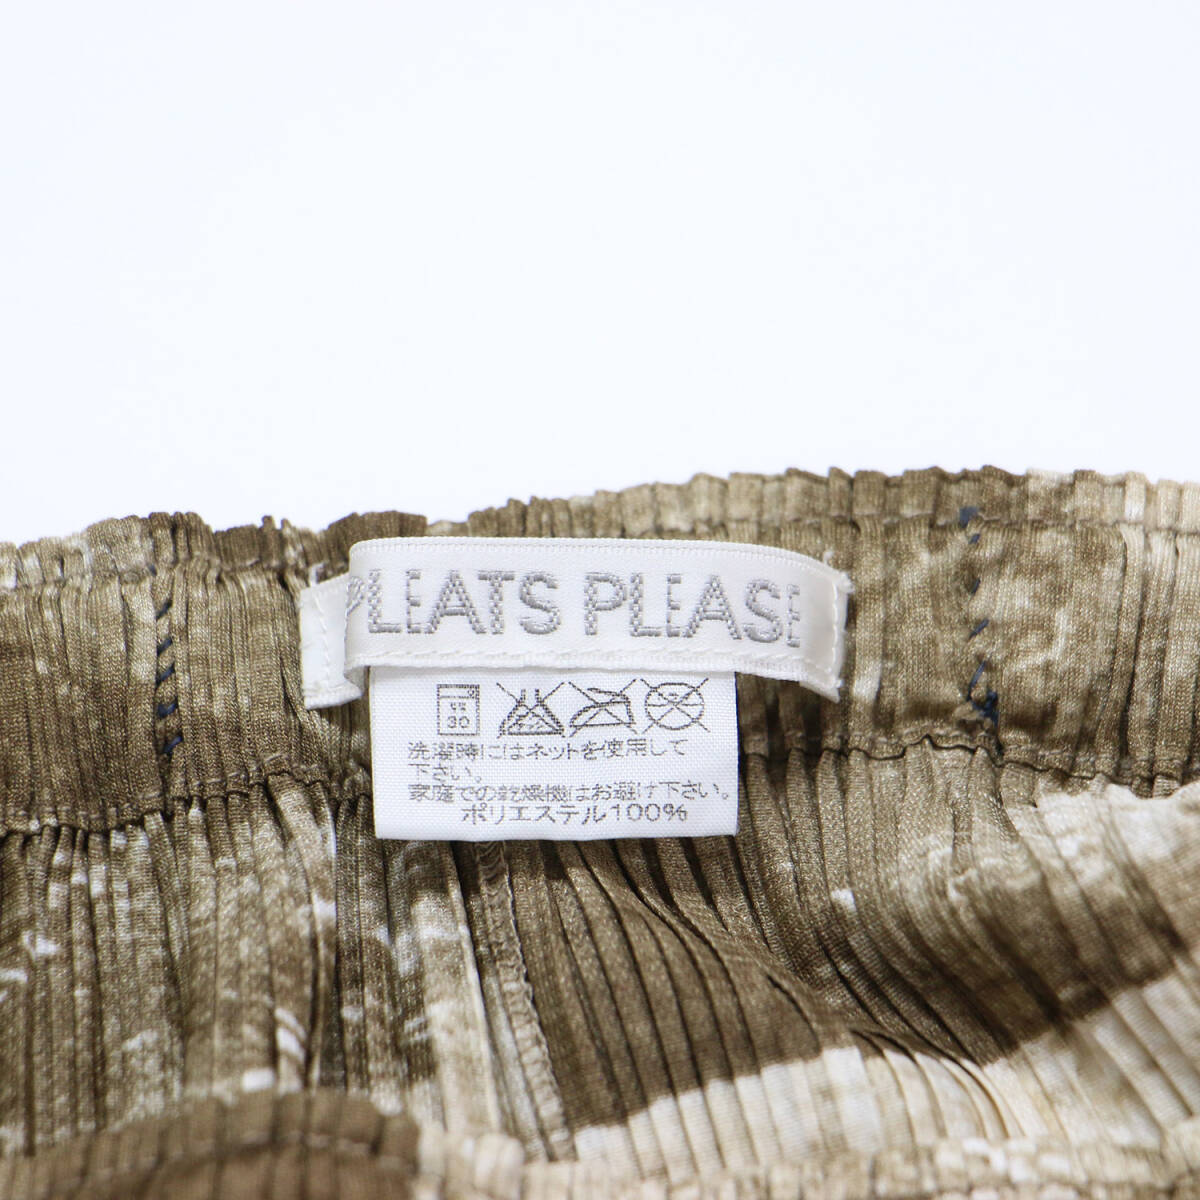 PLEATS PLEASE
30
洗濯時にはネットを使用して
下さい。
家庭での乾燥機はお避け下さい。
ポリエステル100%